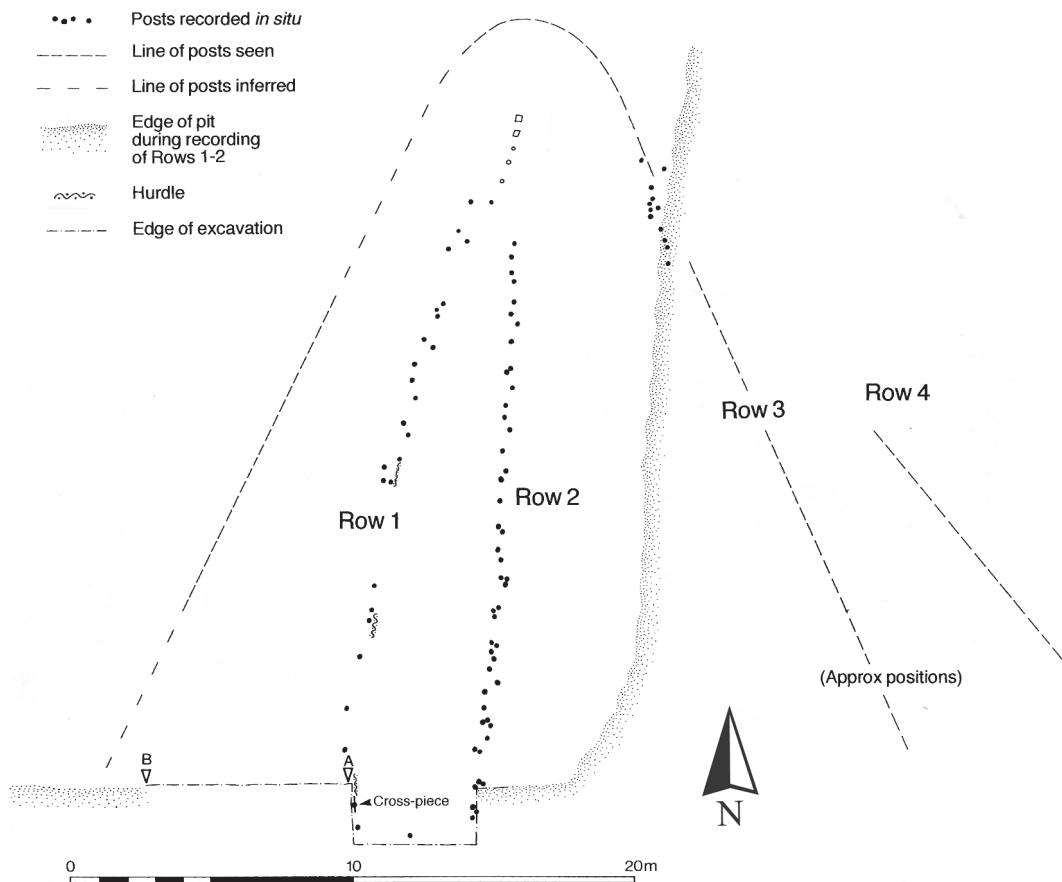 Posts recorded in situ
Line of posts seen
Line of posts inferred
Edge of pit
during recording
of Rows 1-2
Hurdle
Edge of excavation
Row 3
Row 4
Row 1
Row 2
(Approx positions)
B
A
Cross-piece
N
0
10
20m